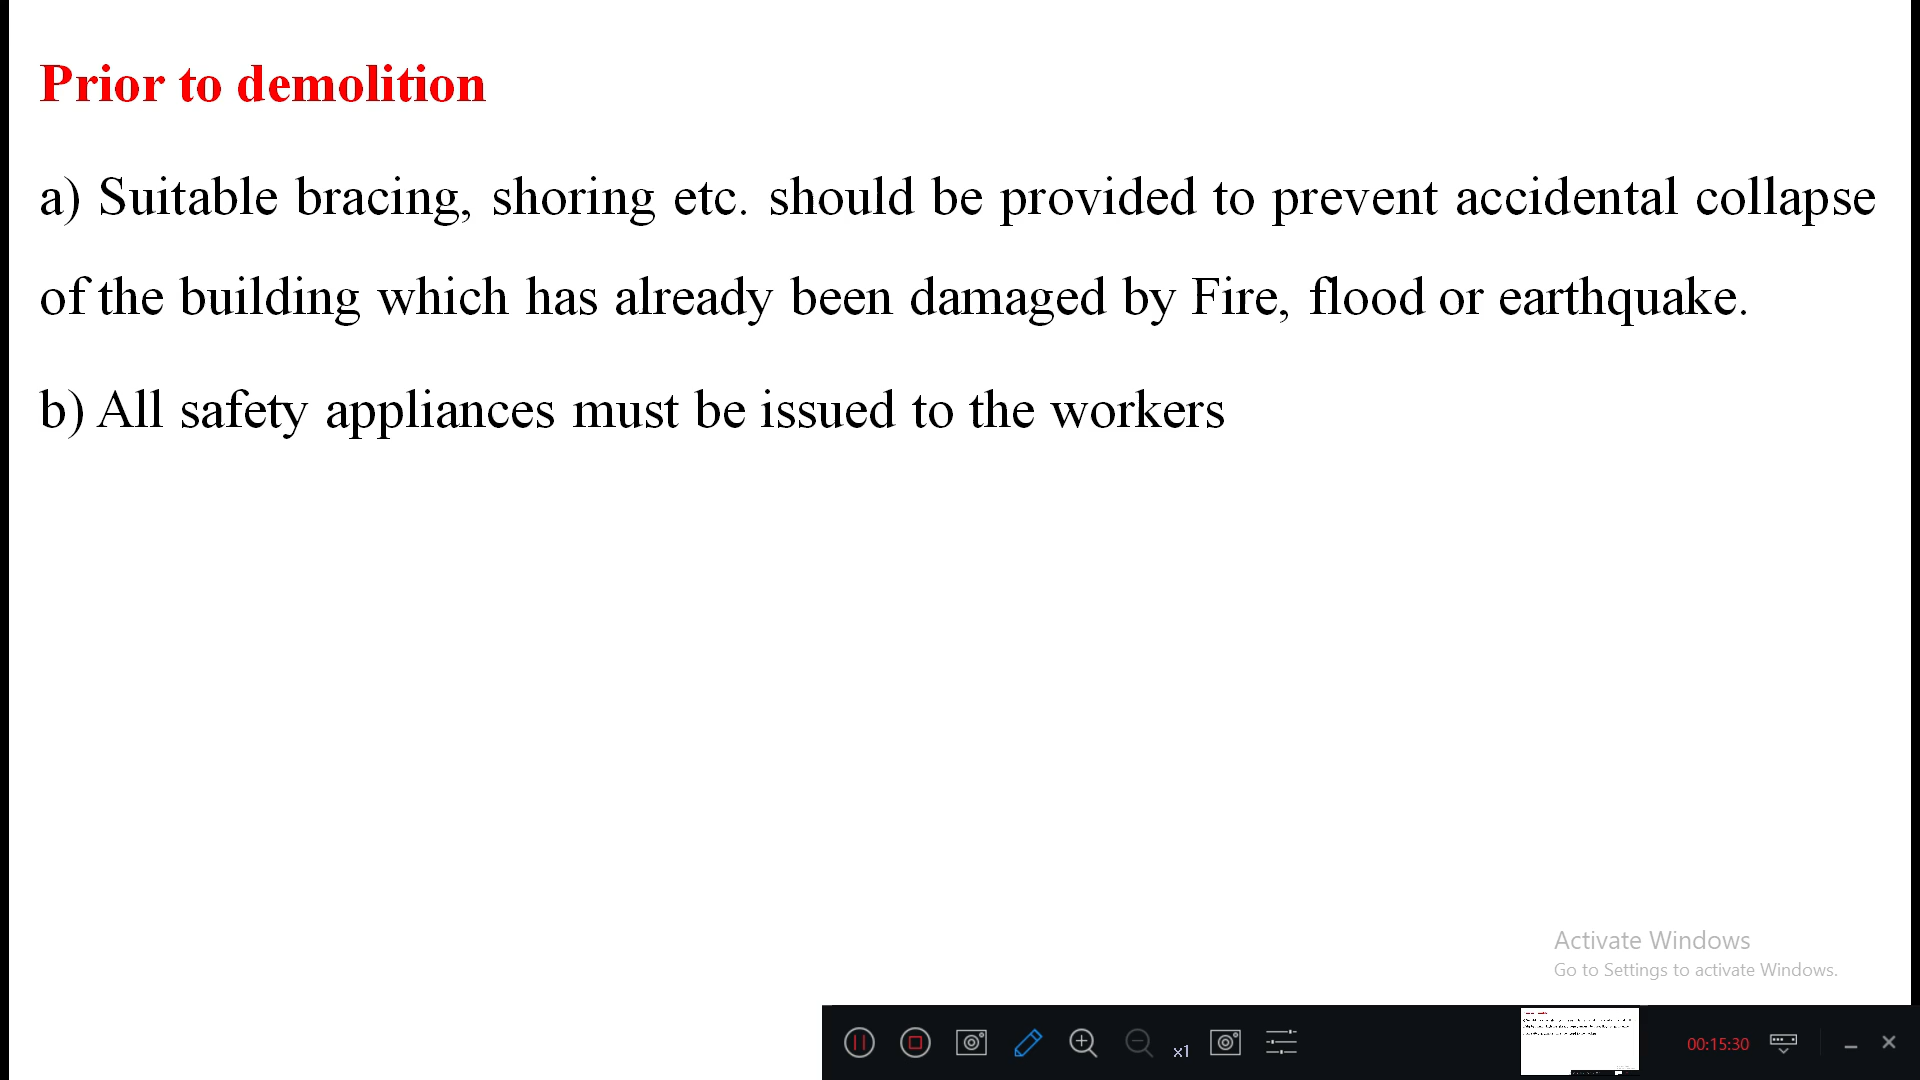 Prior to demolition
a) Suitable bracing, shoring etc. should be provided to prevent accidental collapse
of the building which has already been damaged by Fire, flood or earthquake.
b) All safety appliances must be issued to the workers
Activate Windows
Go to Settings to activate Windows.
x1
00:15:30